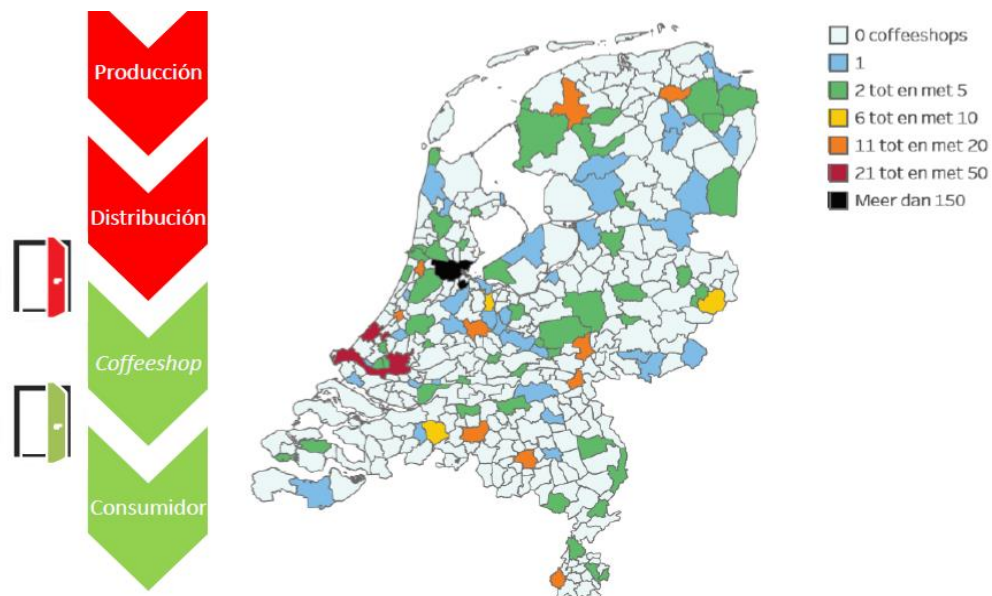 Producción
Distribución
Coffeeshop
Consumidor
0 coffeeshops
1
2 tot en met 5
6 tot en met 10
11 tot en met 20
21 tot en met 50
Meer dan 150